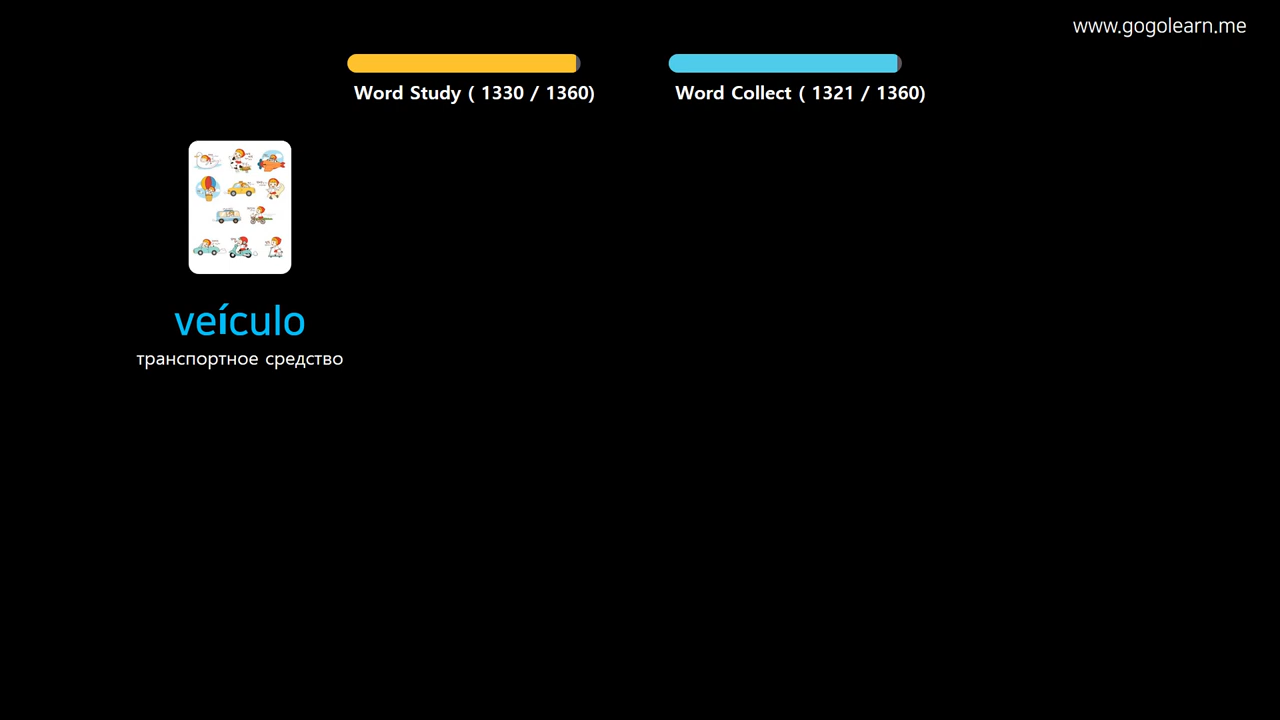 www.gogolearn.me
Word Study ( 1330 / 1360)
Word Collect ( 1321 / 1360)
veículo
транспортное средство